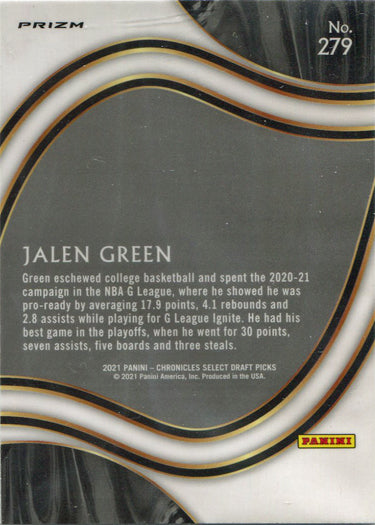 PRIZM
No.
279
JALEN GREEN
Green eschewed college basketball and spent the 2020-21
campaign in the NBA G League, where he showed he was
pro-ready by averaging 17.9 points, 4.1 rebounds and
2.8 assists while playing for G League Ignite. He had his
best game in the playoffs, when he went for 30 points,
seven assists, five boards and three steals.
2021 PANINI – CHRONICLES SELECT DRAFT PICKS
© 2021 Panini America, Inc. Produced in the USA.
PANINI